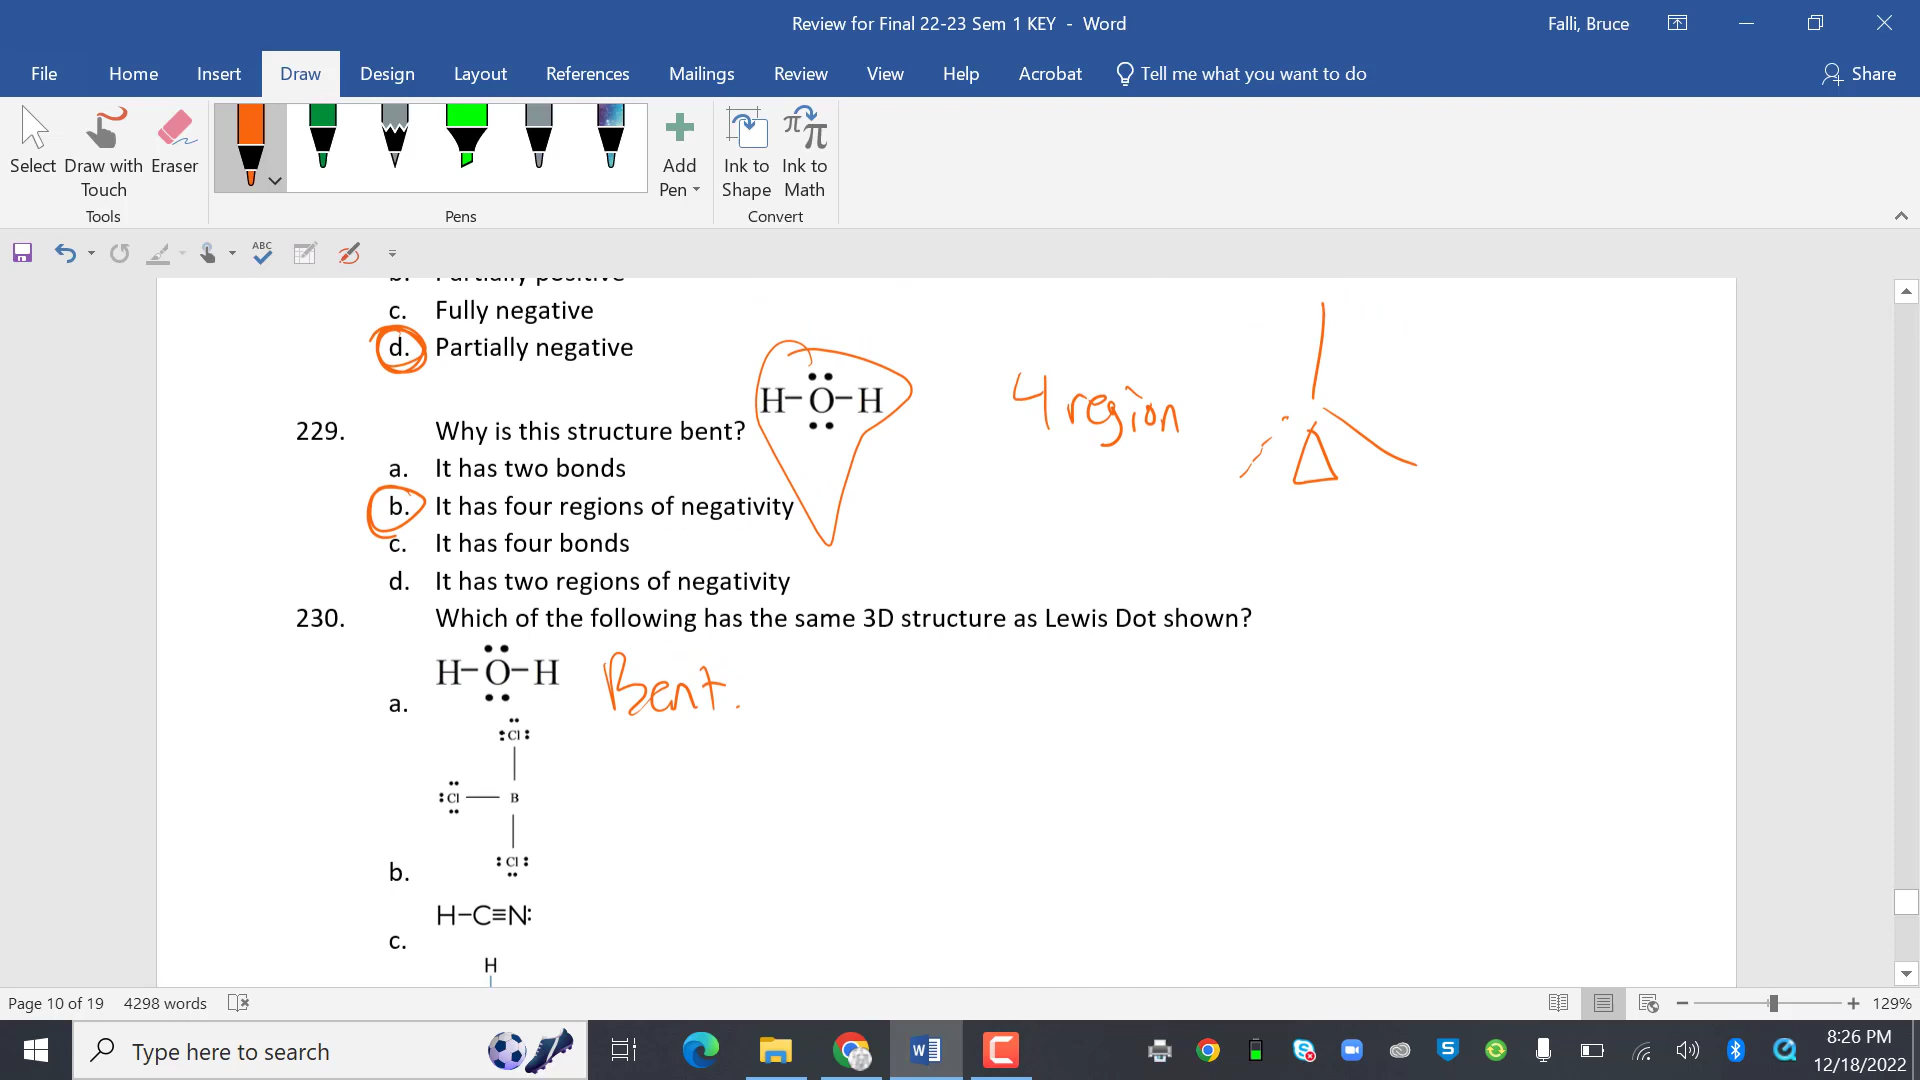 Review for Final 22-23 Sem 1 KEY - Word
Falli, Bruce
File Home Insert Draw Design Layout References Mailings Review View Help Acrobat Tell me what you want to do Share
Select Draw with Touch Eraser
Add Pen
Ink to Shape Ink to Math
Tools Pens Convert
ABC
b. Partially positive
c. Fully negative
d. Partially negative
H-O-H
4 region
229. Why is this structure bent?
a. It has two bonds
b. It has four regions of negativity
c. It has four bonds
d. It has two regions of negativity
230. Which of the following has the same 3D structure as Lewis Dot shown?
H-O-H
Bent.
a.
:Cl:
:Cl — B
:Cl:
b.
H-C≡N:
c.
H
Page 10 of 19 4298 words 129%
Type here to search
8:26 PM
12/18/2022